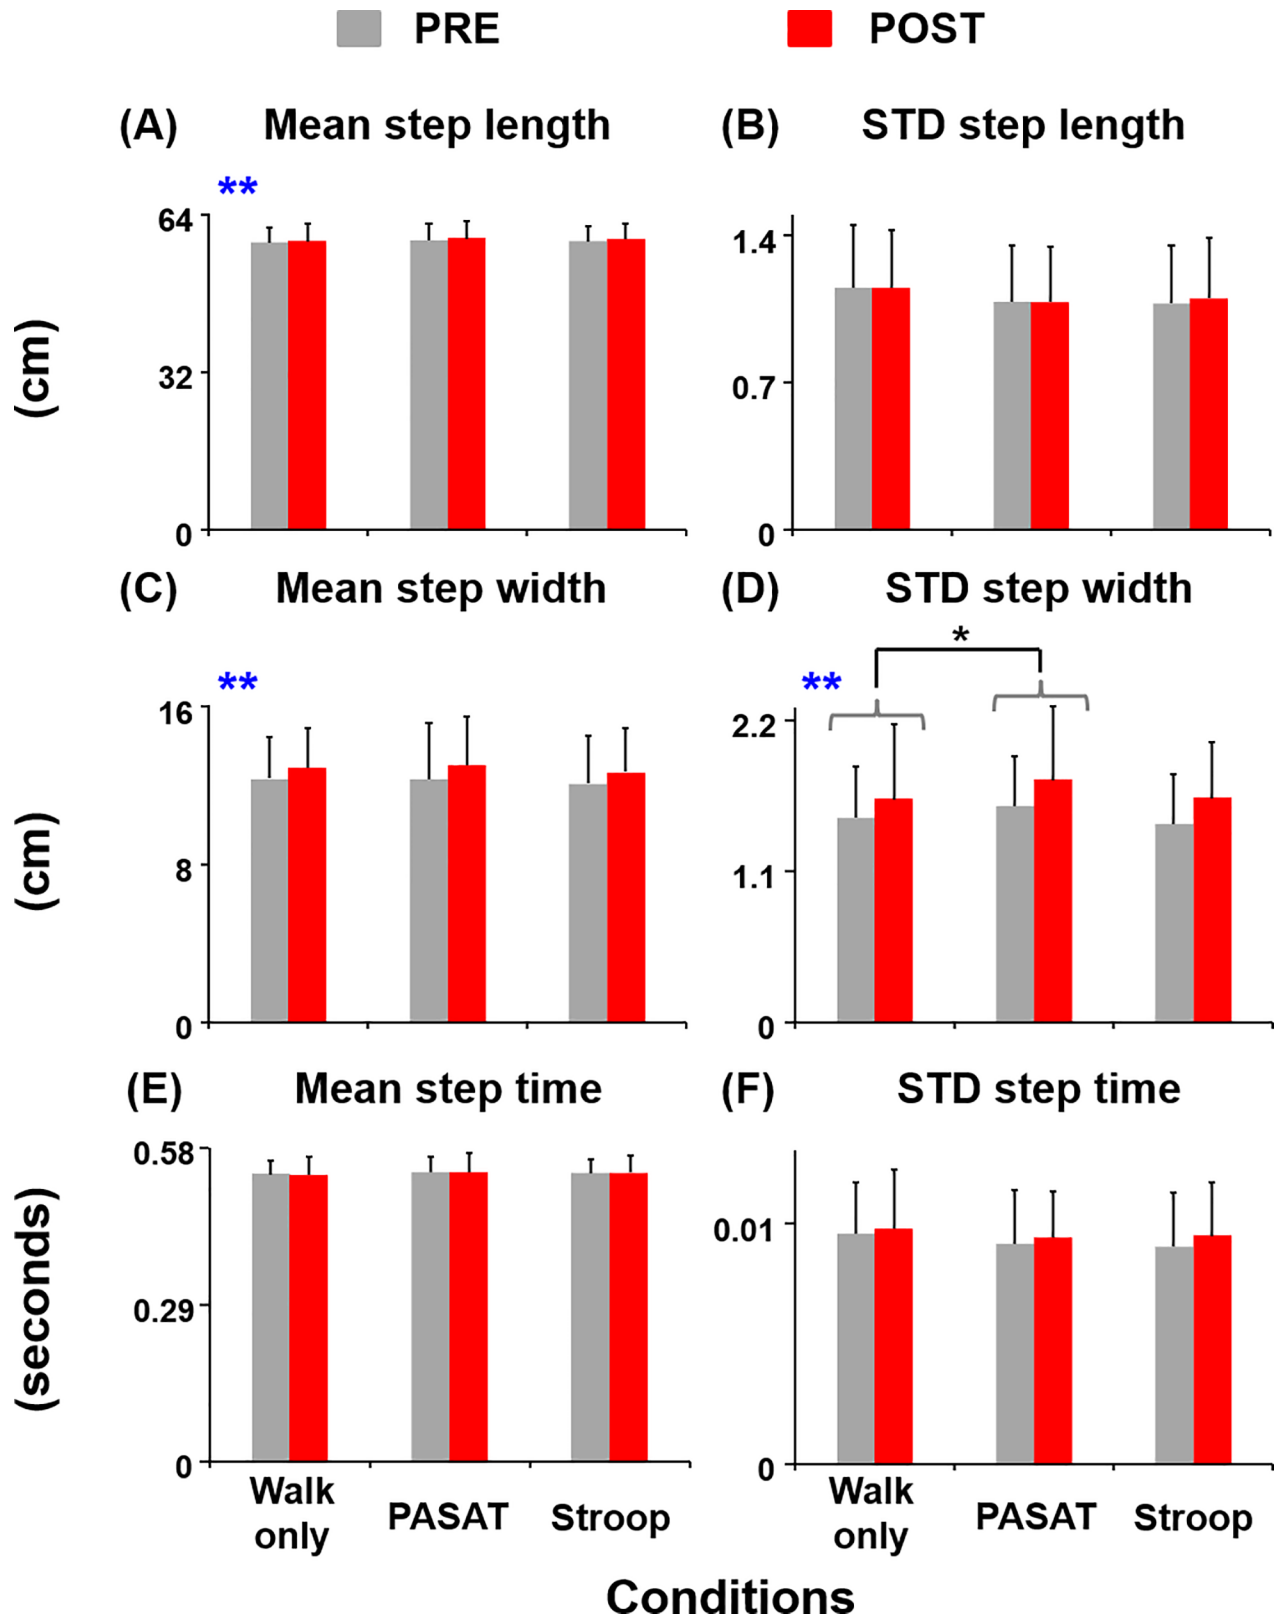 PRE POST
(A) Mean step length
(B) STD step length
**
64
32
0
(cm)
1.4
0.7
0
(C) Mean step width
(D) STD step width
**
16
8
0
(cm)
*
**
2.2
1.1
0
(E) Mean step time
(F) STD step time
0.58
0.29
0
(seconds)
0.01
0
Walk
only
PASAT
Stroop
Walk
only
PASAT
Stroop
Conditions